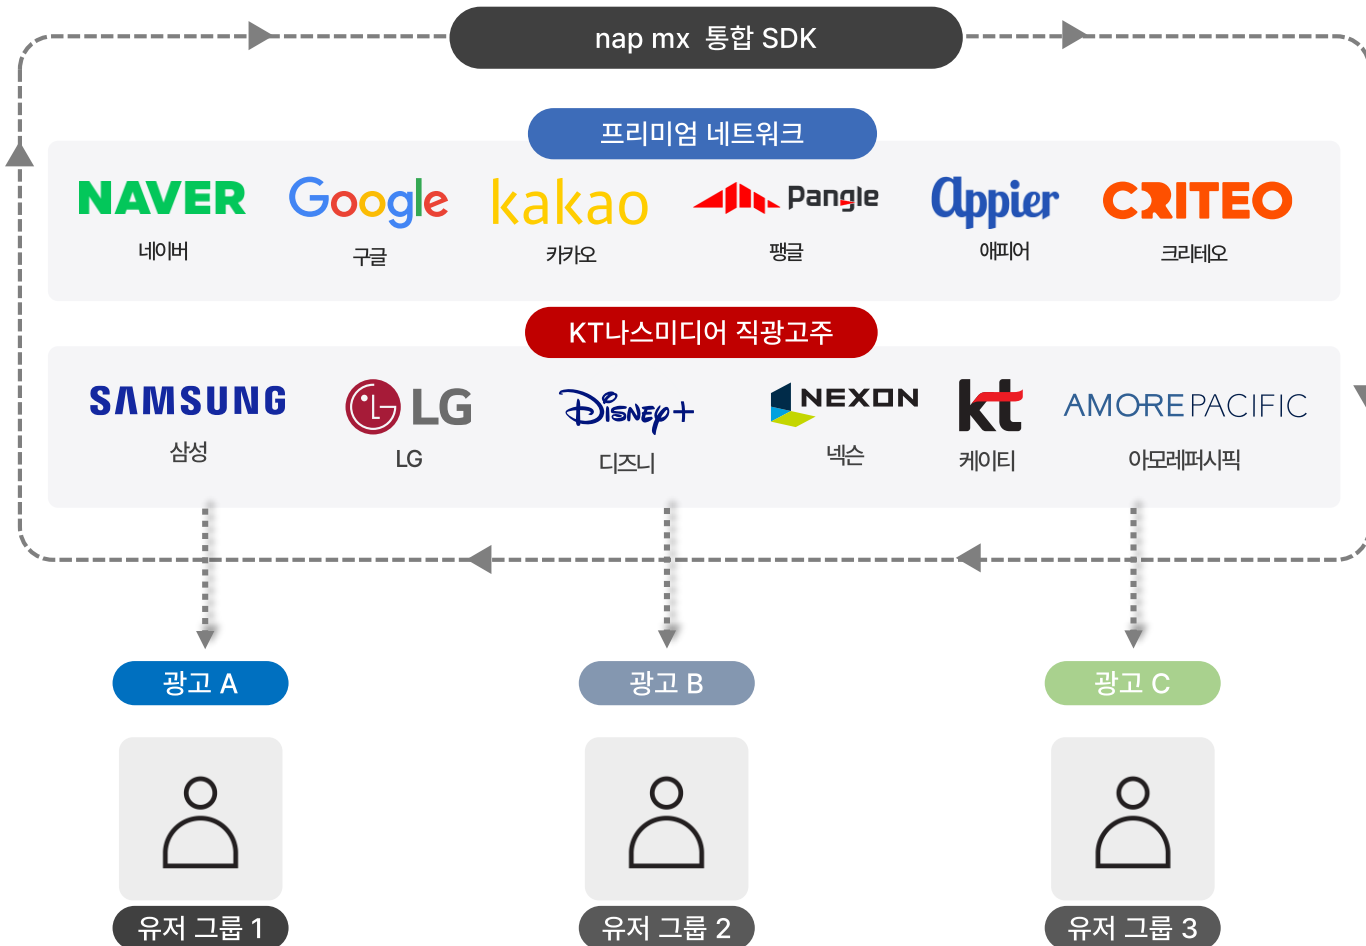 nap mx 통합 SDK
프리미엄 네트워크
NAVER Google kakao Pangle Appier CRITEO
네이버 구글 카카오 팽글 애피어 크리테오
KT나스미디어 직광고주
SAMSUNG LG Disney+ NEXON kt AMOREPACIFIC
삼성 LG 디즈니 넥슨 케이티 아모레퍼시픽
광고 A 광고 B 광고 C
유저 그룹 1 유저 그룹 2 유저 그룹 3